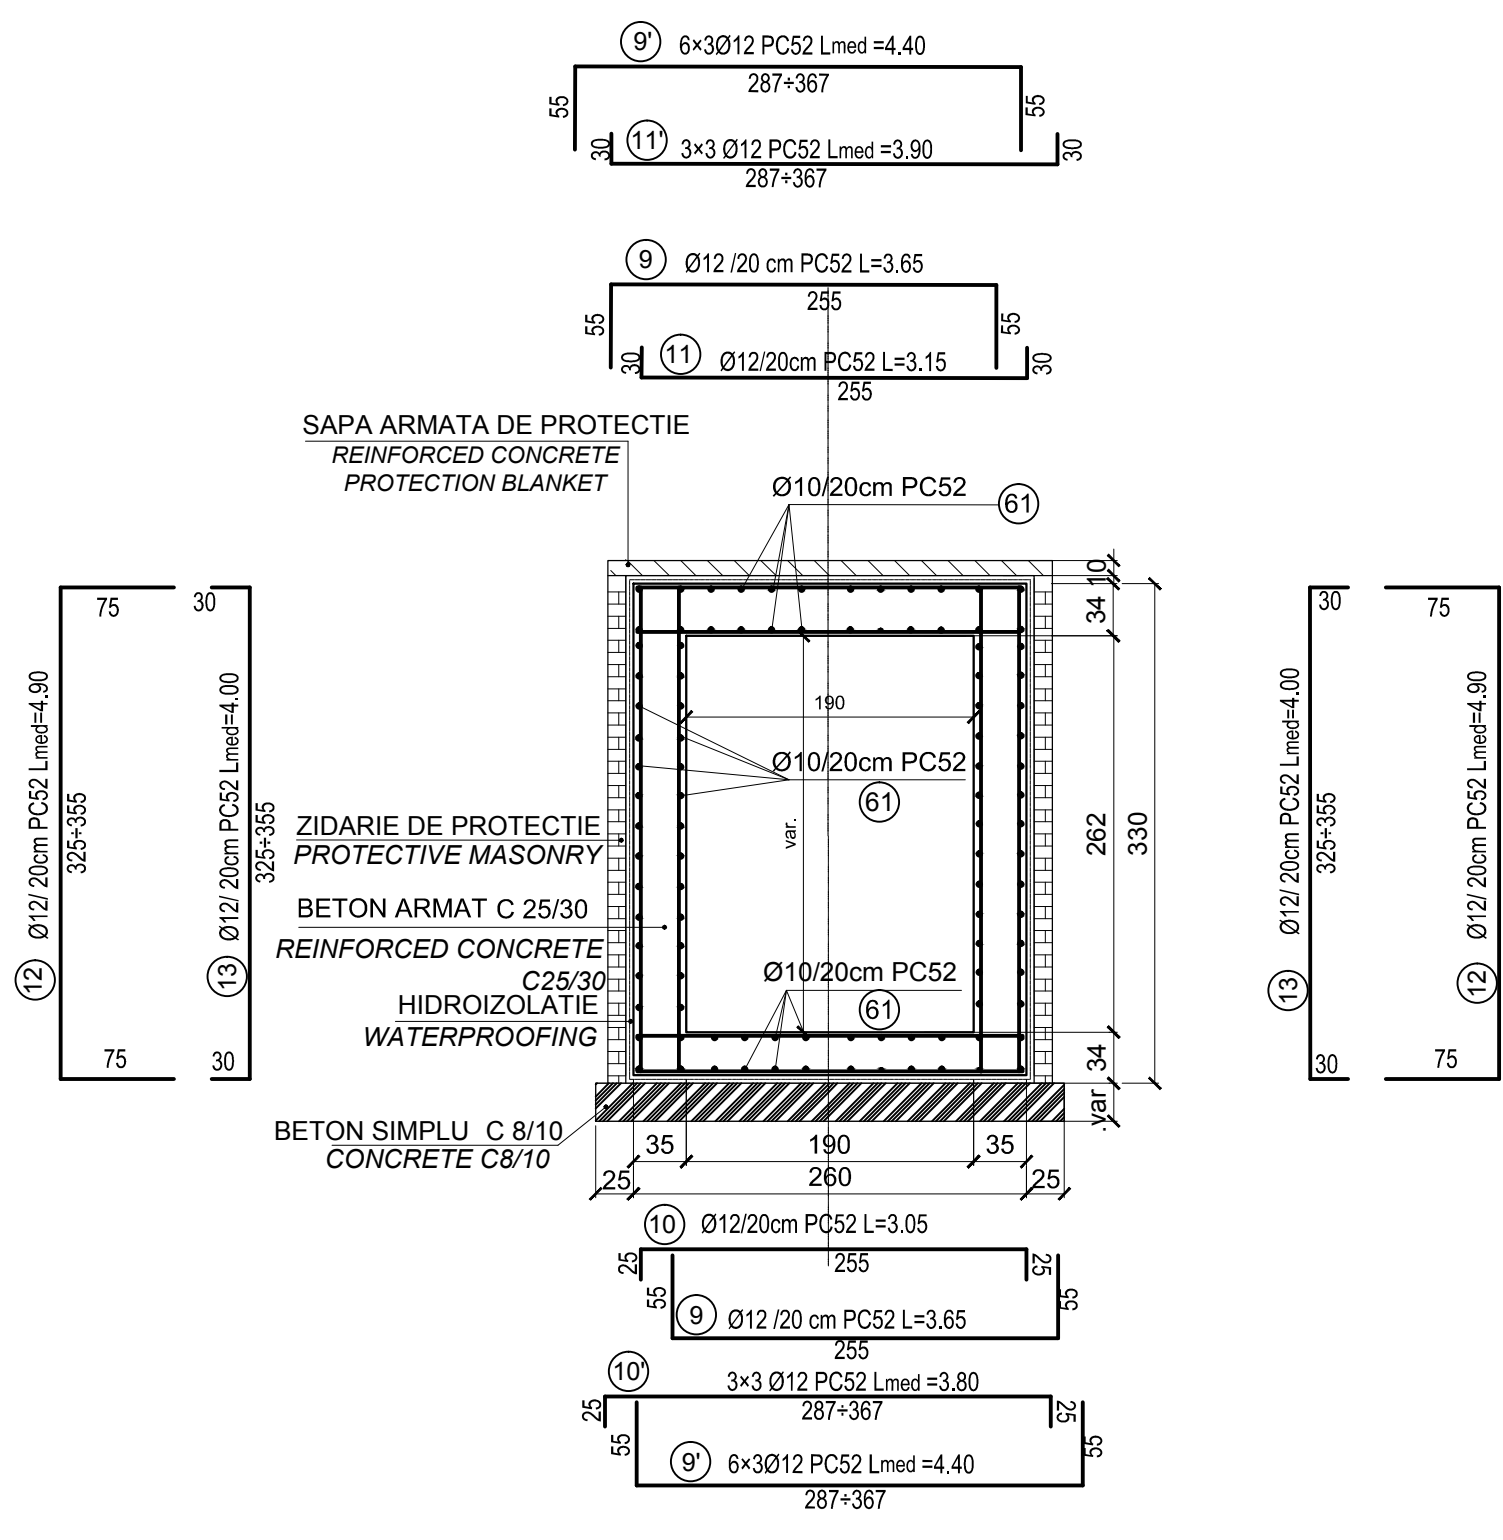 9' 6×3Ø12 PC52 Lmed =4.40
287÷367
55
55
11' 3×3 Ø12 PC52 Lmed =3.90
30
30
287÷367
9 Ø12 /20 cm PC52 L=3.65
255
55
55
11 Ø12/20cm PC52 L=3.15
30
30
255
SAPA ARMATA DE PROTECTIE
REINFORCED CONCRETE
PROTECTION BLANKET
Ø10/20cm PC52 61
75
30
12 Ø12/ 20cm PC52 Lmed=4.90
325÷355
13 Ø12/ 20cm PC52 Lmed=4.00
325÷355
75
30
10
34
262
330
34
var.
190
Ø10/20cm PC52
61
var.
ZIDARIE DE PROTECTIE
PROTECTIVE MASONRY
BETON ARMAT C 25/30
REINFORCED CONCRETE
C25/30
Ø10/20cm PC52
61
HIDROIZOLATIE
WATERPROOFING
BETON SIMPLU C 8/10
CONCRETE C8/10
35
190
35
25
260
25
30
75
13 Ø12/ 20cm PC52 Lmed=4.00
325÷355
12 Ø12/ 20cm PC52 Lmed=4.90
30
75
10 Ø12/20cm PC52 L=3.05
25
255
25
55
55
9 Ø12 /20 cm PC52 L=3.65
255
10' 3×3 Ø12 PC52 Lmed =3.80
25
287÷367
25
55
55
9' 6×3Ø12 PC52 Lmed =4.40
287÷367